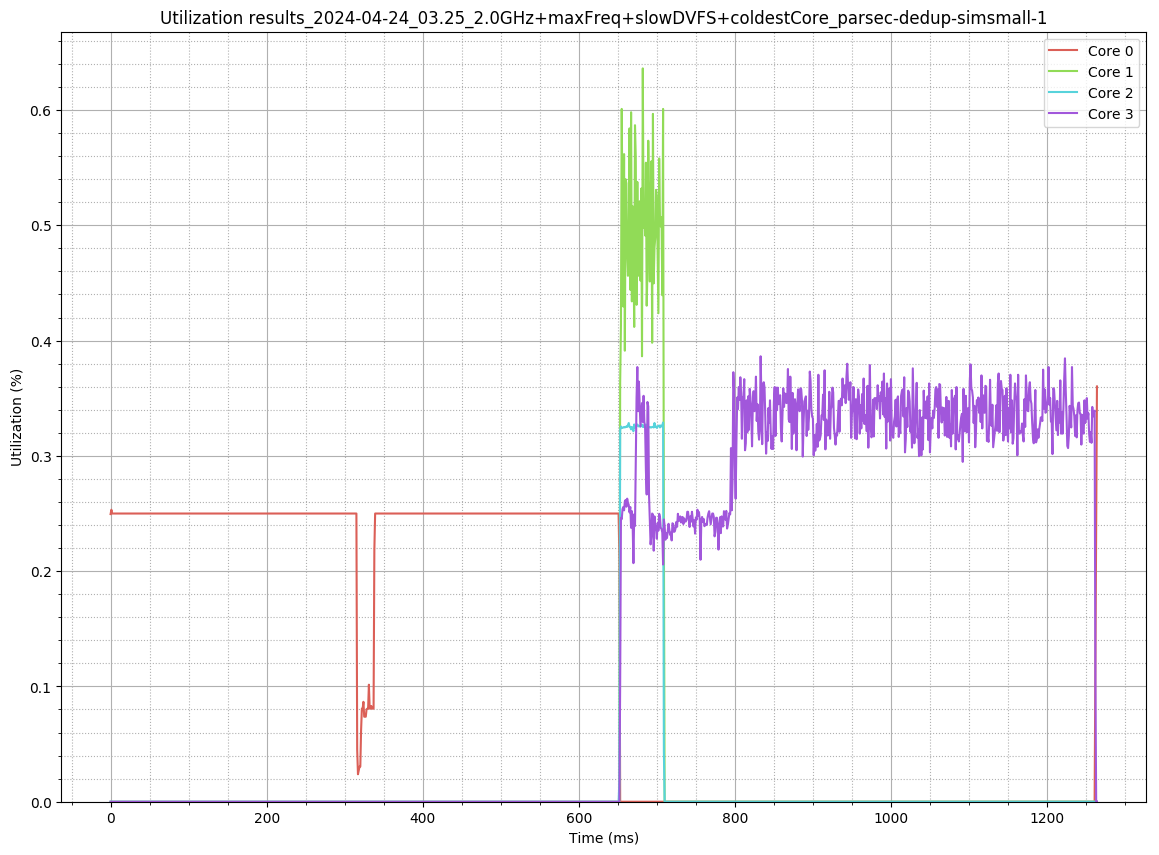 Utilization results_2024-04-24_03.25_2.0GHz+maxFreq+slowDVFS+coldestCore_parsec-dedup-simsmall-1
Core 0
Core 1
Core 2
Core 3
Utilization (%)
0.6
0.5
0.4
0.3
0.2
0.1
0.0
0 200 400 600 800 1000 1200
Time (ms)